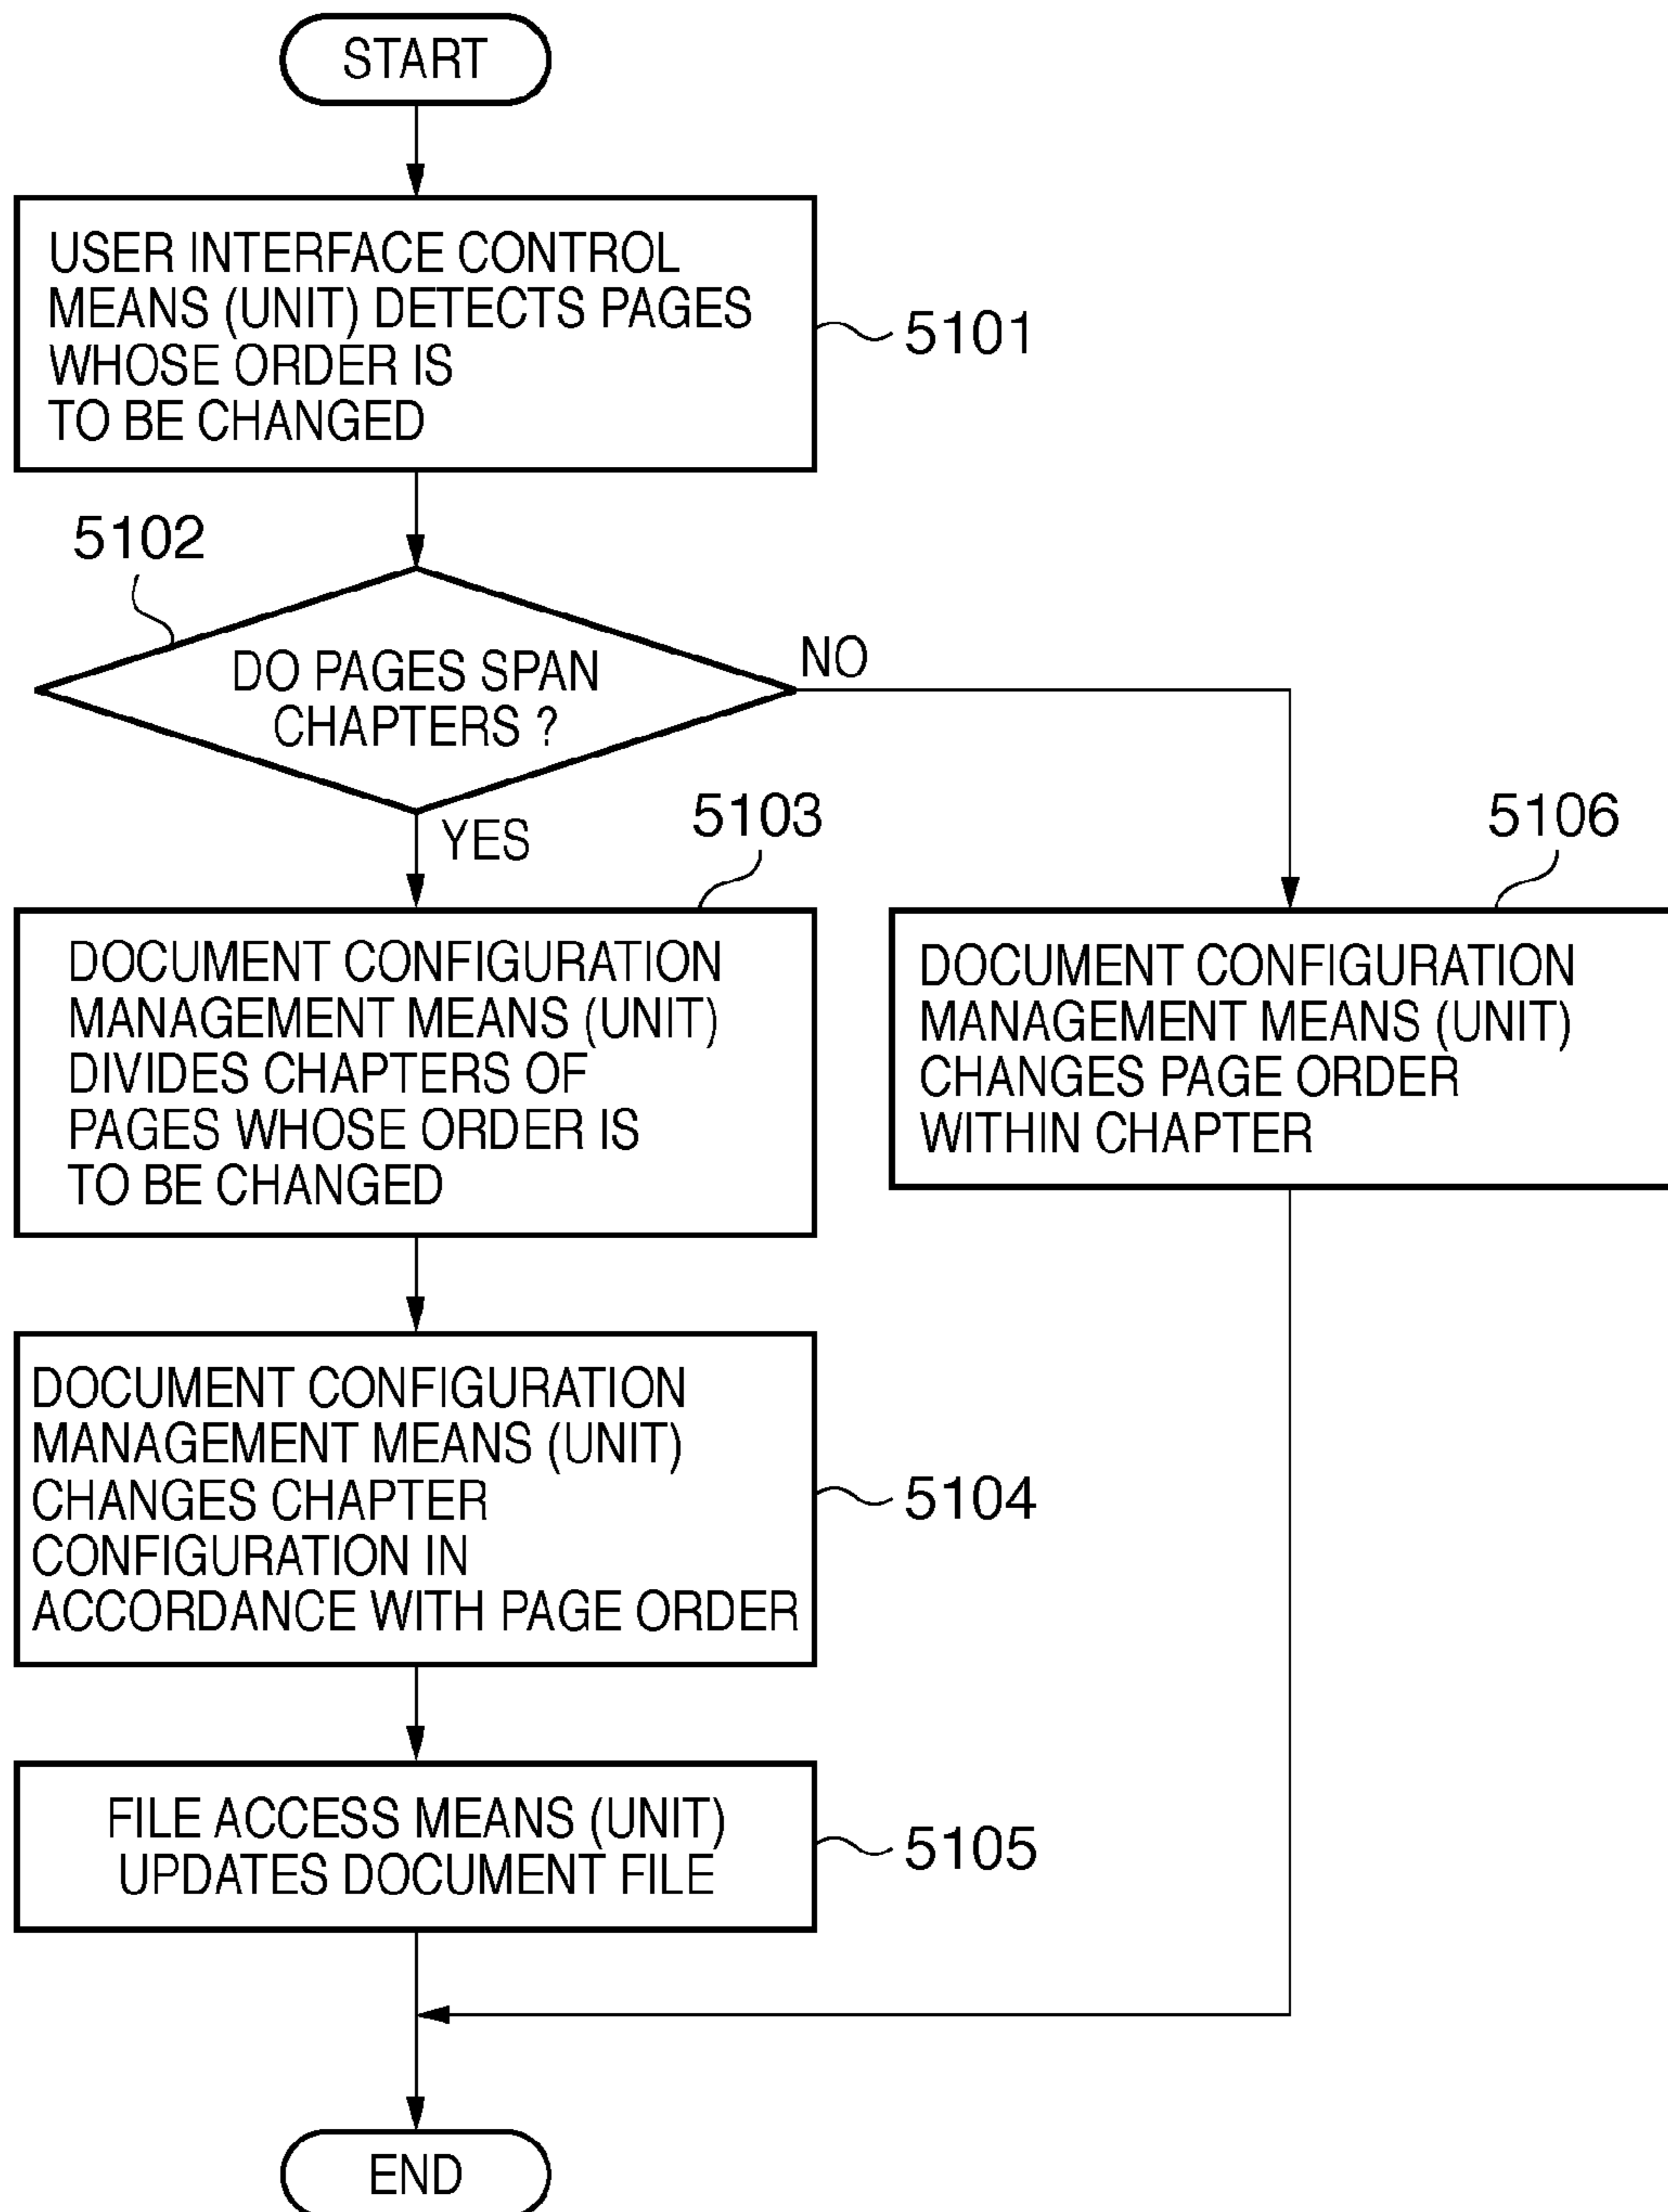 START
USER INTERFACE CONTROL
MEANS (UNIT) DETECTS PAGES
WHOSE ORDER IS
TO BE CHANGED
5101
5102
DO PAGES SPAN
CHAPTERS ?
NO
YES
5103
DOCUMENT CONFIGURATION
MANAGEMENT MEANS (UNIT)
DIVIDES CHAPTERS OF
PAGES WHOSE ORDER IS
TO BE CHANGED
5106
DOCUMENT CONFIGURATION
MANAGEMENT MEANS (UNIT)
CHANGES PAGE ORDER
WITHIN CHAPTER
DOCUMENT CONFIGURATION
MANAGEMENT MEANS (UNIT)
CHANGES CHAPTER
CONFIGURATION IN
ACCORDANCE WITH PAGE ORDER
5104
FILE ACCESS MEANS (UNIT)
UPDATES DOCUMENT FILE
5105
END